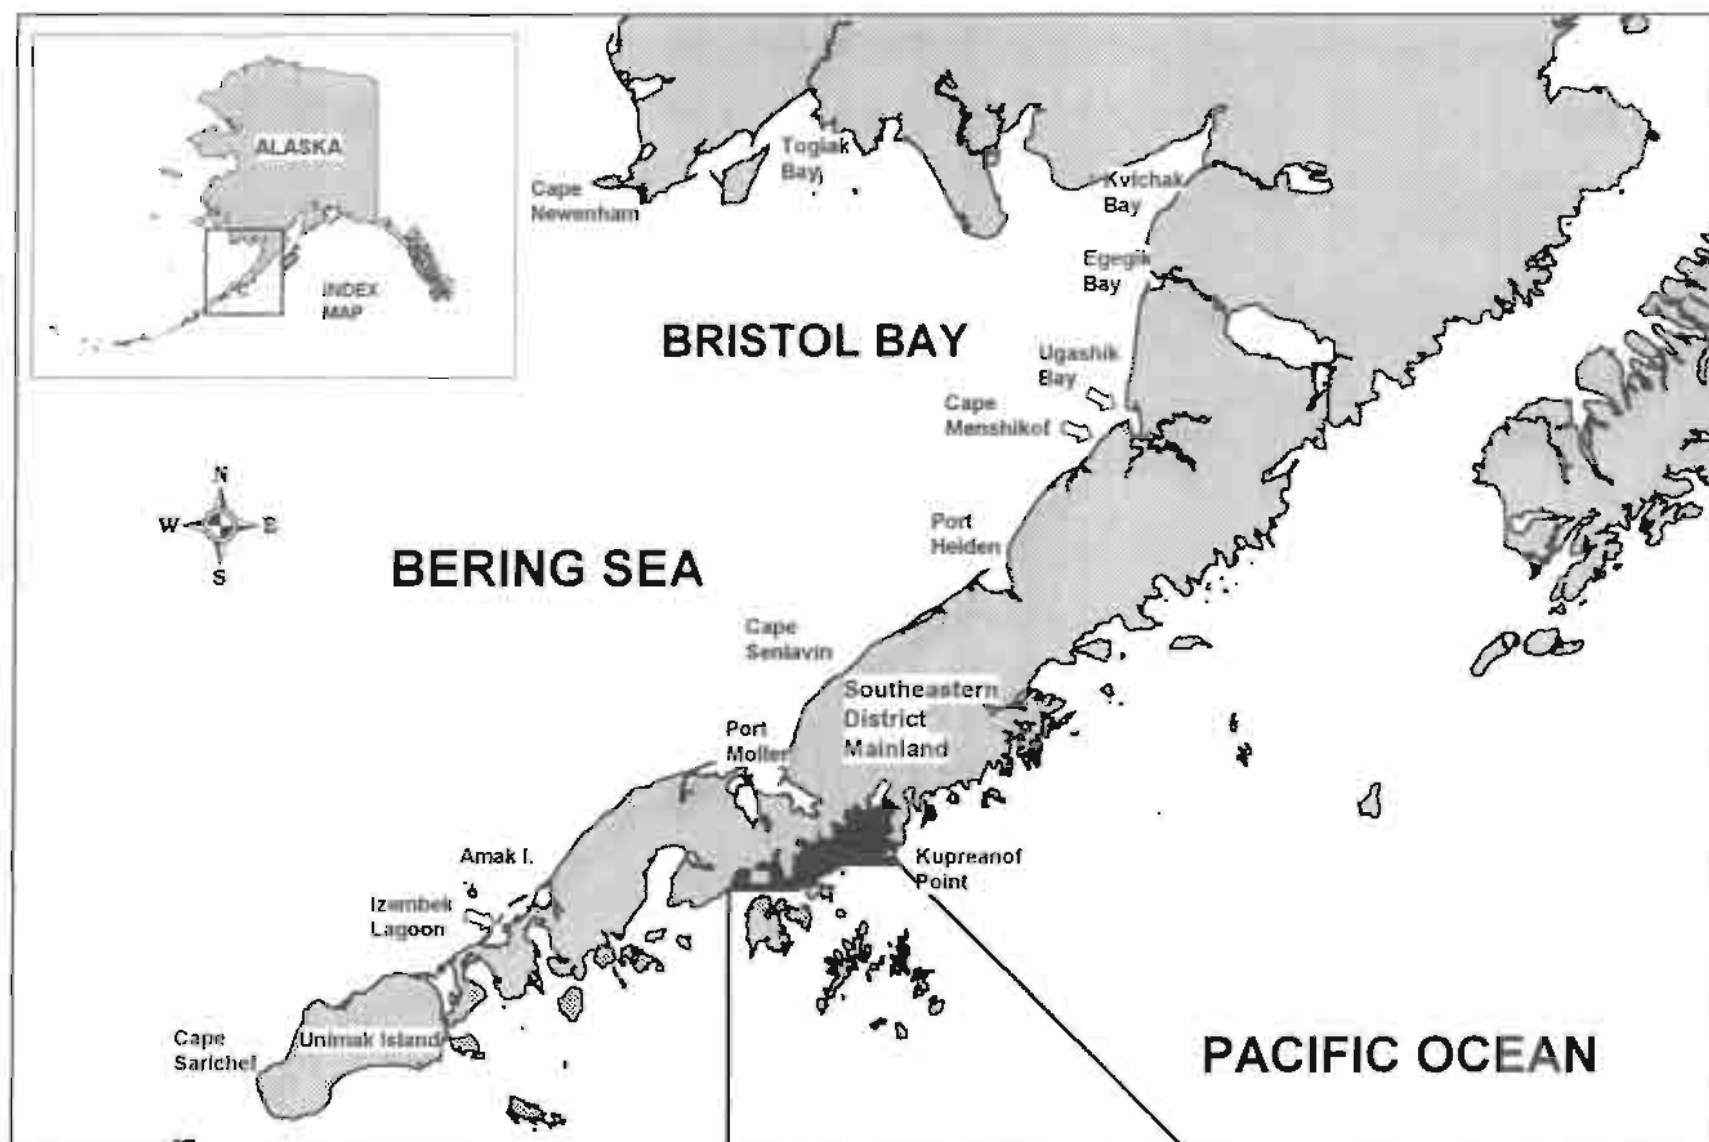 ALASKA
INDEX
MAP
Togiak
Bay
Cape
Newenham
Kvichak
Bay
Egegik
Bay
BRISTOL BAY
Ugashik
Bay
Cape
Menshikof
N
W
E
S
Port
Heiden
BERING SEA
Cape
Seniavin
Southeastern
District
Mainland
Port
Moller
Amak I.
Kupreanof
Point
Izembek
Lagoon
Cape
Sarichef
Unimak Island
PACIFIC OCEAN